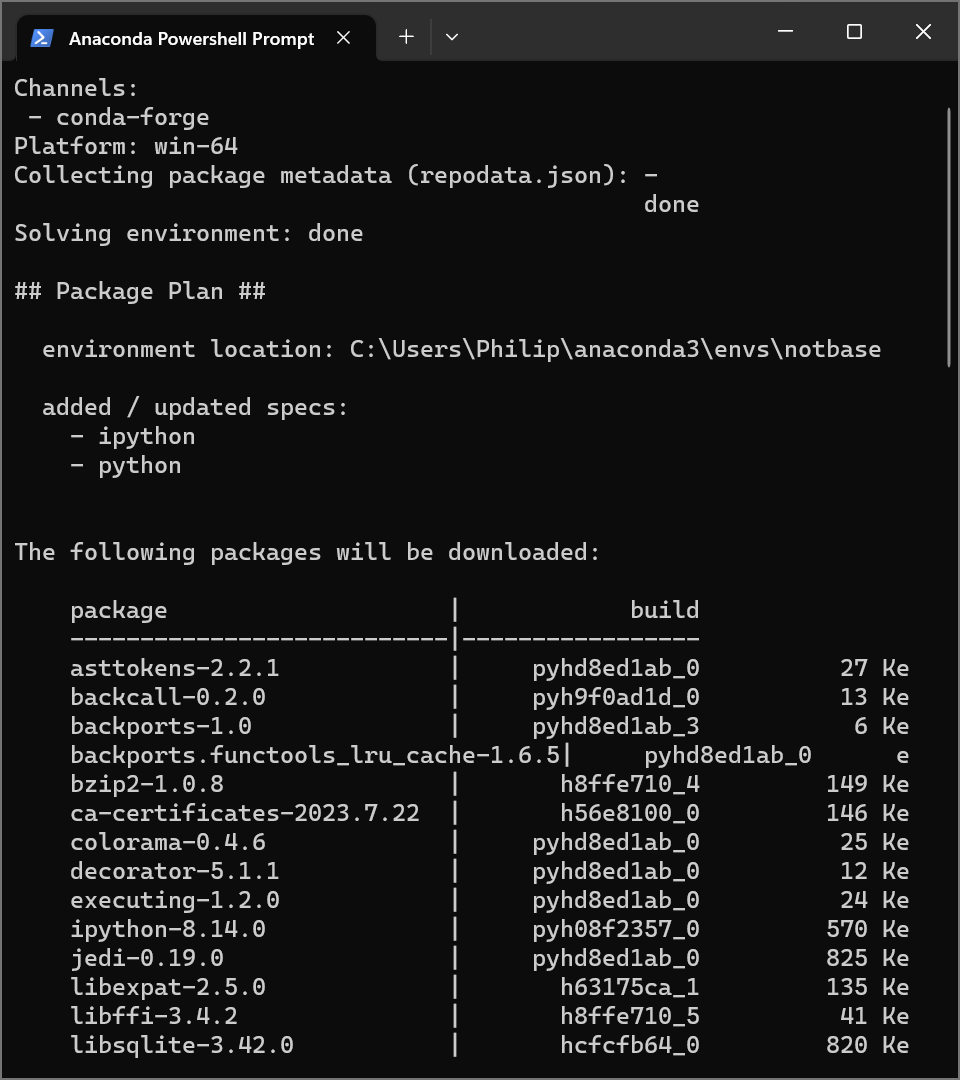 Anaconda Powershell Prompt
Channels:
 - conda-forge
Platform: win-64
Collecting package metadata (repodata.json): -
                                             done
Solving environment: done
## Package Plan ##
  environment location: C:\Users\Philip\anaconda3\envs\notbase
  added / updated specs:
    - ipython
    - python
The following packages will be downloaded:
    package                    |            build
    ---------------------------|-----------------
    asttokens-2.2.1            |     pyhd8ed1ab_0          27 Ke
    backcall-0.2.0             |     pyh9f0ad1d_0          13 Ke
    backports-1.0              |     pyhd8ed1ab_3           6 Ke
    backports.functools_lru_cache-1.6.5|     pyhd8ed1ab_0      e
    bzip2-1.0.8                |       h8ffe710_4         149 Ke
    ca-certificates-2023.7.22  |       h56e8100_0         146 Ke
    colorama-0.4.6             |     pyhd8ed1ab_0          25 Ke
    decorator-5.1.1            |     pyhd8ed1ab_0          12 Ke
    executing-1.2.0            |     pyhd8ed1ab_0          24 Ke
    ipython-8.14.0             |     pyh08f2357_0         570 Ke
    jedi-0.19.0                |     pyhd8ed1ab_0         825 Ke
    libexpat-2.5.0             |       h63175ca_1         135 Ke
    libffi-3.4.2               |       h8ffe710_5          41 Ke
    libsqlite-3.42.0           |       hcfcfb64_0         820 Ke